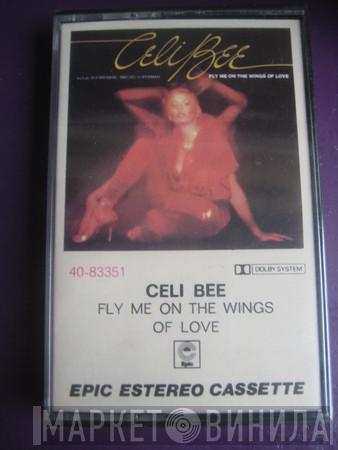 CELI BEE
FLY ME ON THE WINGS OF LOVE
40-83351
DOLBY SYSTEM
CELI BEE
FLY ME ON THE WINGS
OF LOVE
Epic
EPIC ESTEREO CASSETTE
МАРКЕТ ВИНИЛА